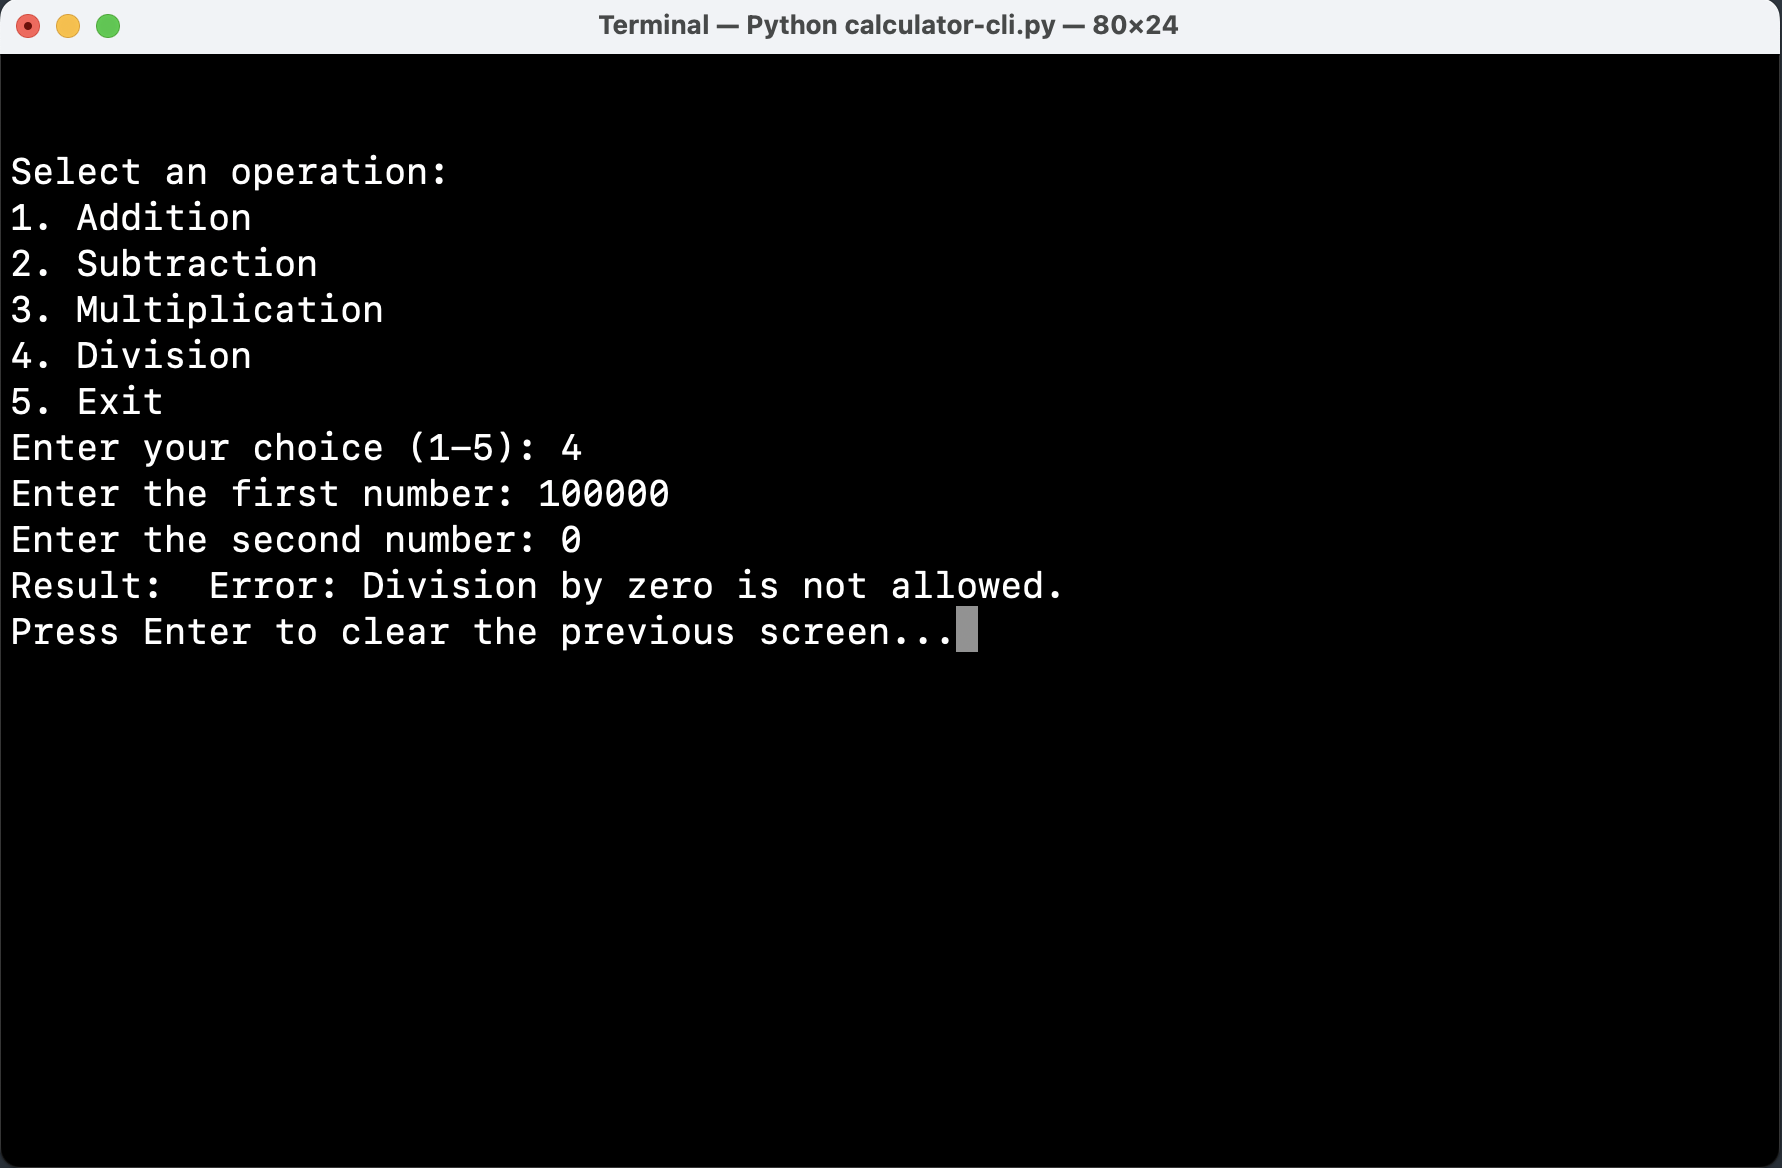 Terminal — Python calculator-cli.py — 80×24
Select an operation:
1. Addition
2. Subtraction
3. Multiplication
4. Division
5. Exit
Enter your choice (1-5): 4
Enter the first number: 100000
Enter the second number: 0
Result:  Error: Division by zero is not allowed.
Press Enter to clear the previous screen...